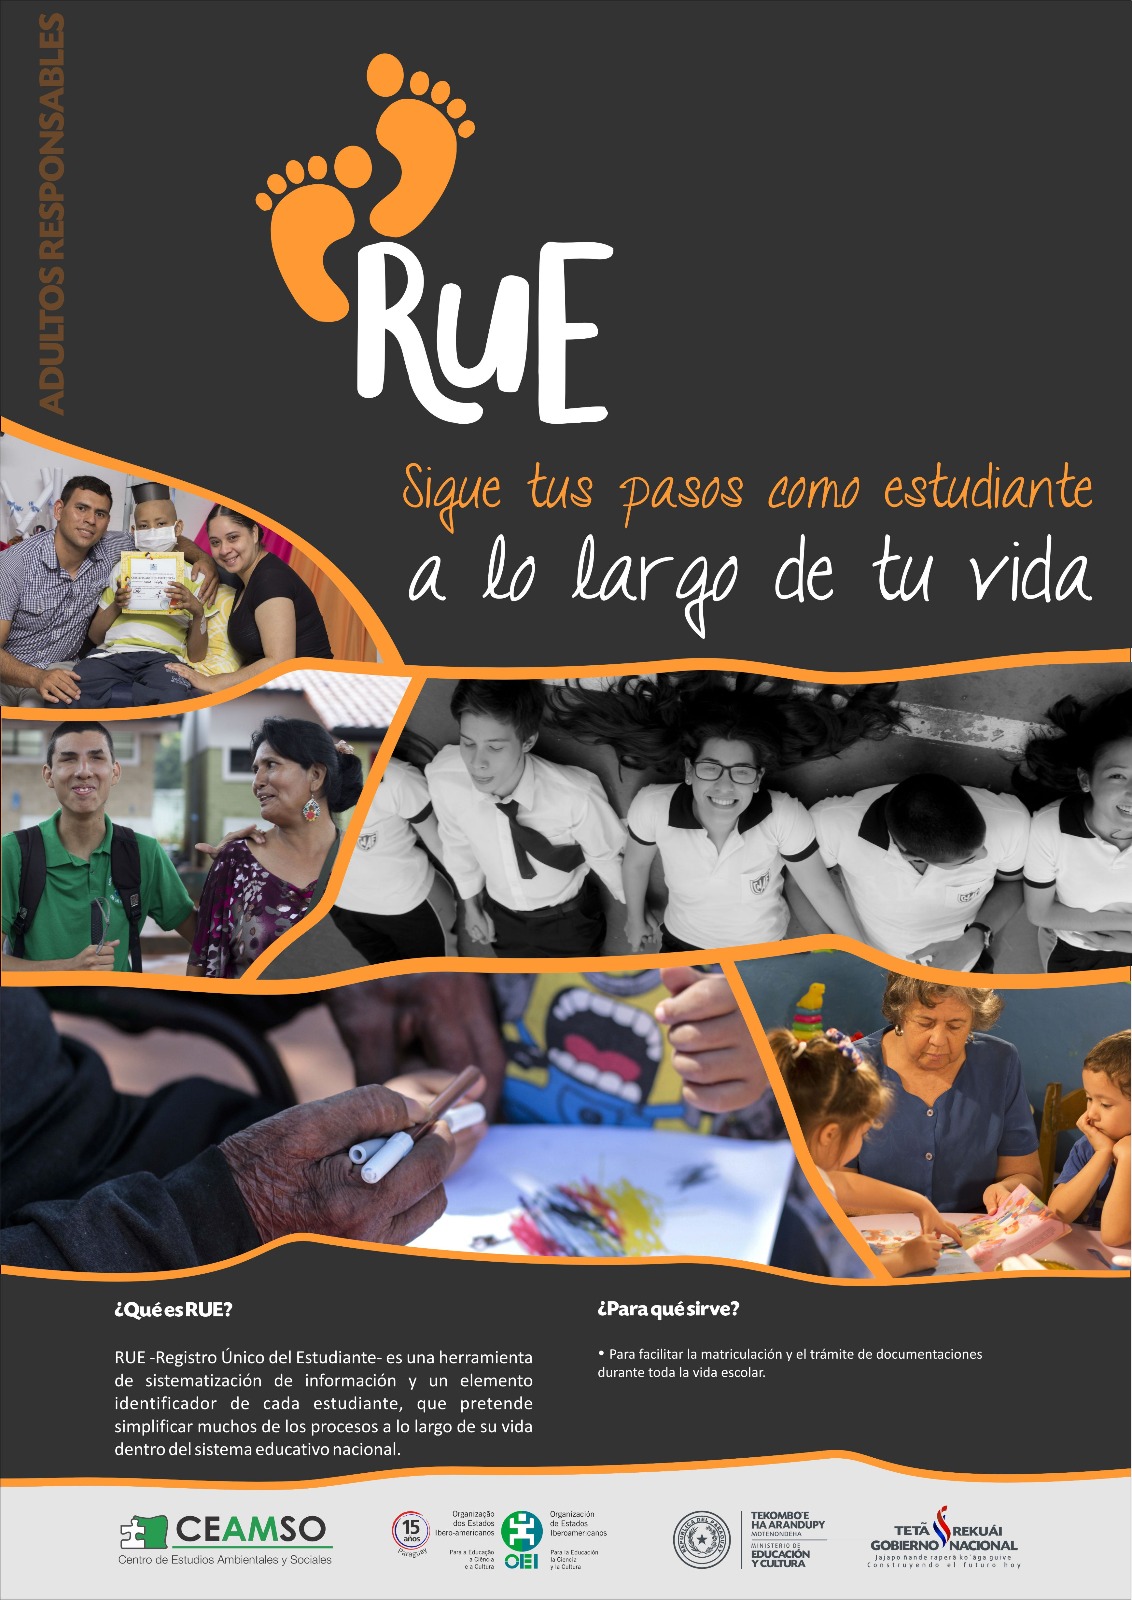 ADULTOS RESPONSABLES
RUE
Sigue tus pasos como estudiante
a lo largo de tu vida
¿Qué es RUE?
RUE -Registro Único del Estudiante- es una herramienta
de sistematización de información y un elemento
identificador de cada estudiante, que pretende
simplificar muchos de los procesos a lo largo de su vida
dentro del sistema educativo nacional.
¿Para qué sirve?
• Para facilitar la matriculación y el trámite de documentaciones
durante toda la vida escolar.
CEAMSO
Centro de Estudios Ambientales y Sociales
15
años
Paraguay
Organização
dos Estados
Ibero-americanos
Para a Educação
a Ciência
e a Cultura
OEI
Organización
de Estados
Iberoamericanos
Para la Educación
la Ciencia
y la Cultura
TEKOMBO'E
HA ARANDUPY
MOTENONDEHA
MINISTERIO DE
EDUCACIÓN
Y CULTURA
TETÃ REKUÁI
GOBIERNO NACIONAL
Jajapo ñande raperã ko'ãga guive
Construyendo el futuro hoy